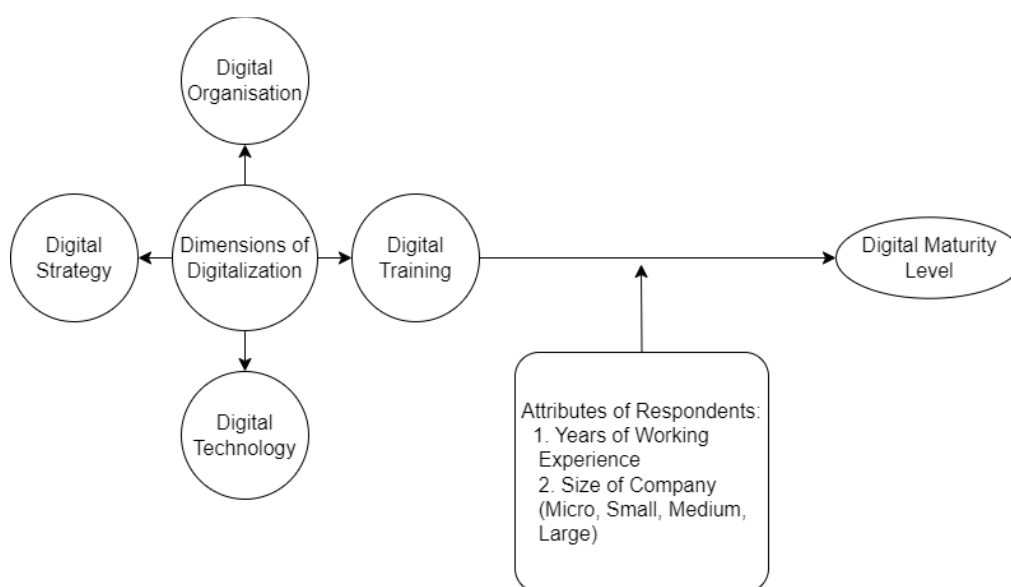 Digital
Organisation
Digital
Strategy
Dimensions of
Digitalization
Digital
Training
Digital Maturity
Level
Digital
Technology
Attributes of Respondents:
1. Years of Working
Experience
2. Size of Company
(Micro, Small, Medium,
Large)